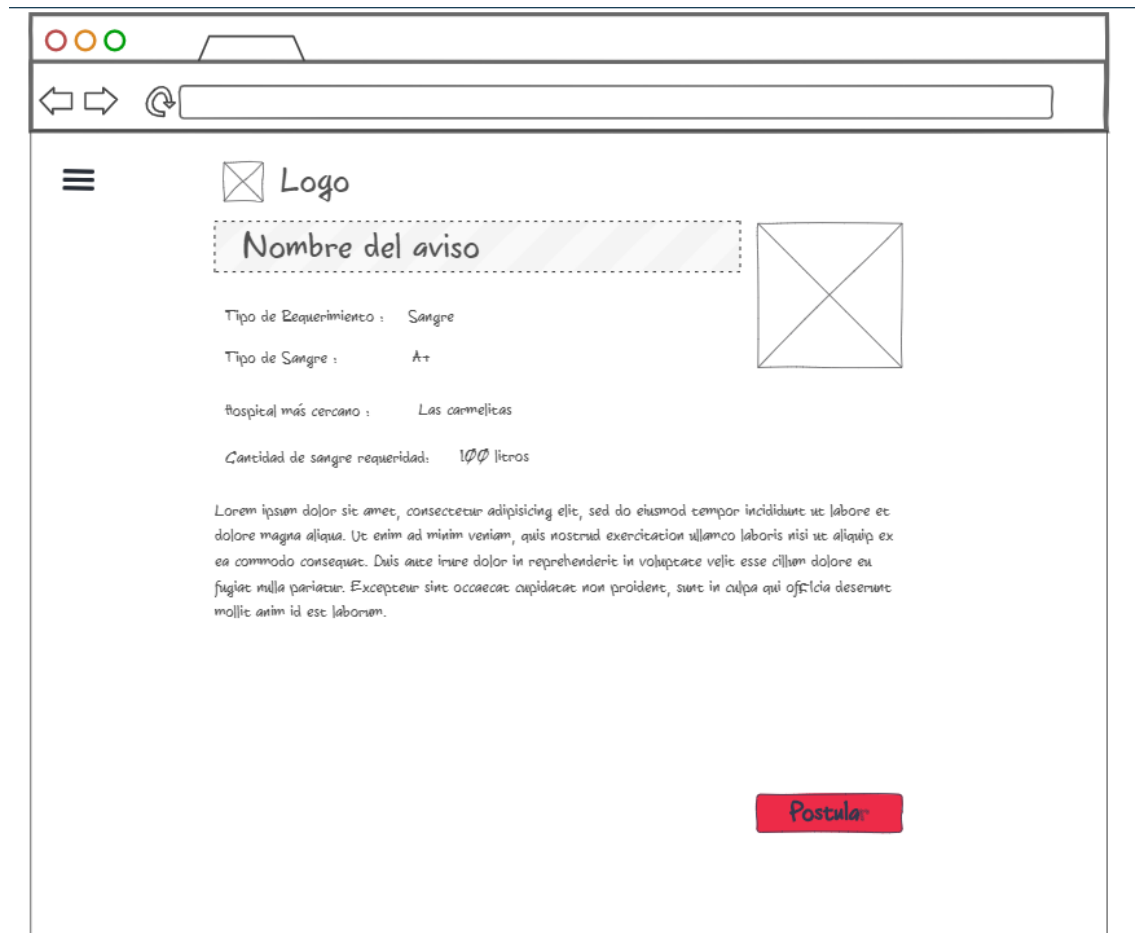 Logo
Nombre del aviso
Tipo de Requerimiento : Sangre
Tipo de Sangre : A+
Hospital más cercano : Las carmelitas
Cantidad de sangre requeridad: 100 litros
Lorem ipsum dolor sit amet, consectetur adipisicing elit, sed do eiusmod tempor incididunt ut labore et
dolore magna aliqua. Ut enim ad minim veniam, quis nostrud exercitation ullamco laboris nisi ut aliquip ex
ea commodo consequat. Duis aute irure dolor in reprehenderit in voluptate velit esse cillum dolore eu
fugiat nulla pariatur. Excepteur sint occaecat cupidatat non proident, sunt in culpa qui officia deserunt
mollit anim id est laborum.
Postular